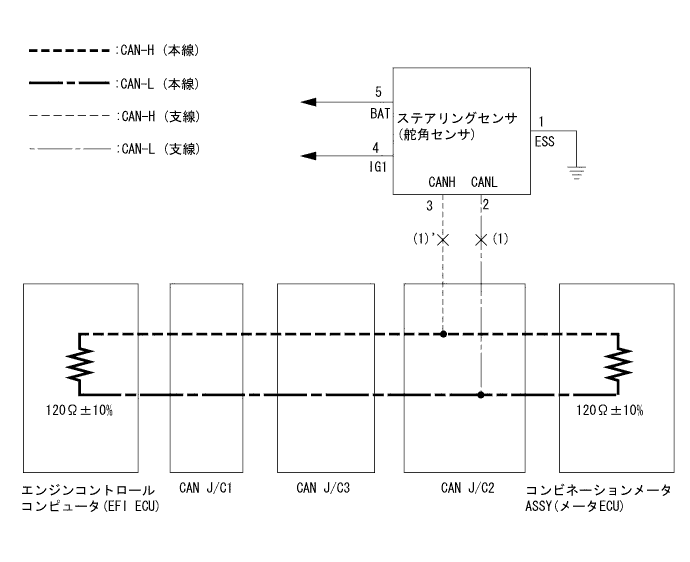 :CAN-H (本線)
:CAN-L (本線)
:CAN-H (支線)
:CAN-L (支線)
5
BAT
4
IG1
ステアリングセンサ
(舵角センサ)
1
ESS
CANH
CANL
3
2
(1)'
(1)
120Ω±10%
120Ω±10%
エンジンコントロール
コンピュータ(EFI ECU)
CAN J/C1
CAN J/C3
CAN J/C2
コンビネーションメータ
ASSY(メータECU)